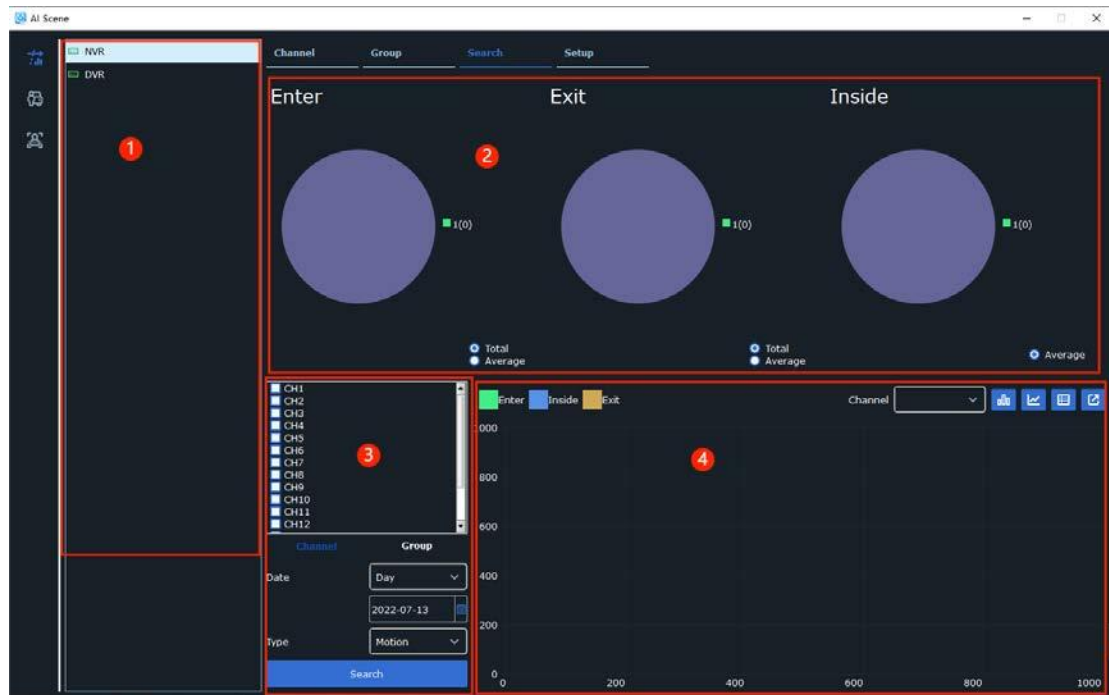 AI Scene
NVR
DVR
Channel Group Search Setup
Enter Exit Inside
1
2
1(0) 1(0) 1(0)
Total Total
Average Average Average
CH1
CH2
CH3
CH4
CH5
CH6
CH7
CH8
CH9
CH10
CH11
CH12
3
Channel Group
Date Day
2022-07-13
Type Motion
Search
Enter Inside Exit Channel
4
1000
800
600
400
200
0
0 200 400 600 800 1000